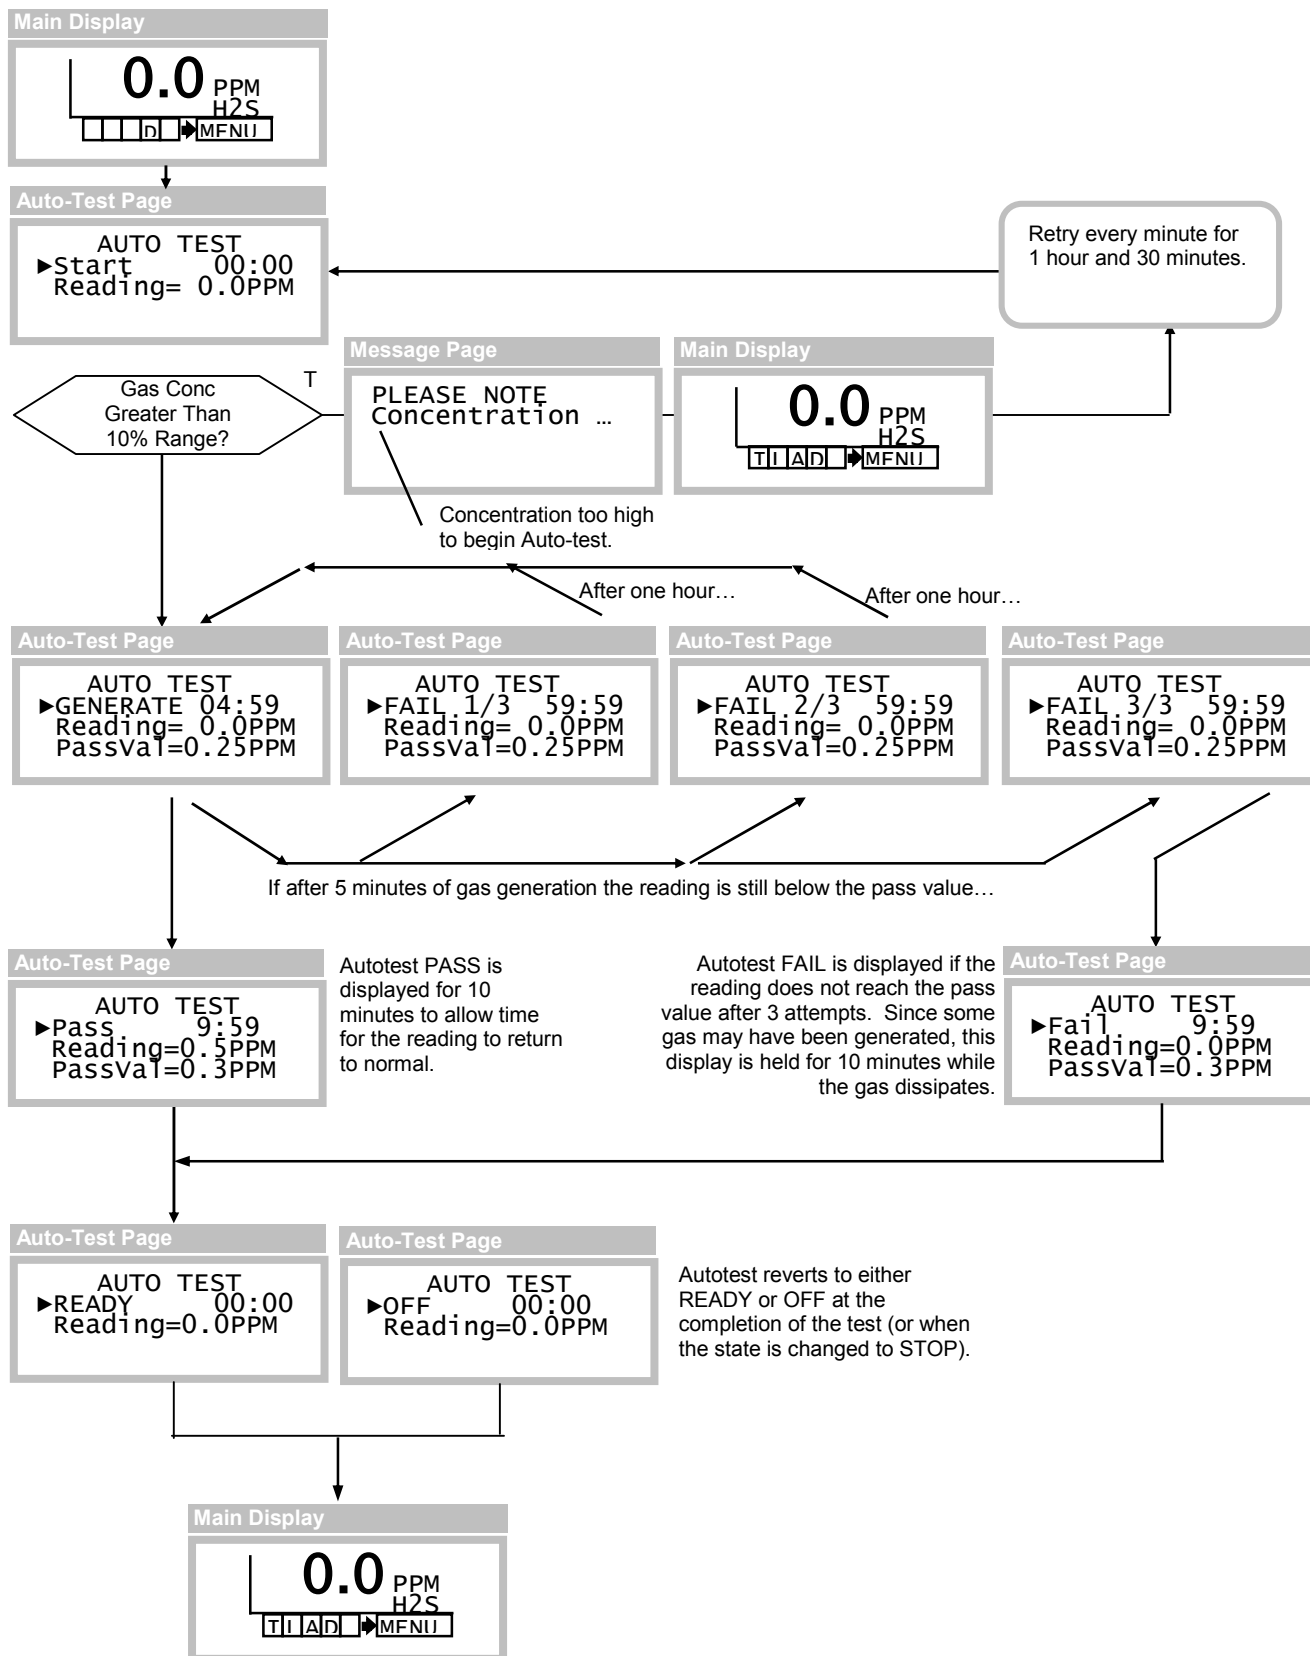 Main Display
0.0 PPM
H2S
D MENU
Auto-Test Page
AUTO TEST
►Start 00:00
Reading= 0.0PPM
Retry every minute for
1 hour and 30 minutes.
Gas Conc
Greater Than
10% Range?
T
Message Page
PLEASE NOTE
Concentration …
Main Display
0.0 PPM
H2S
T I A D MENU
Concentration too high
to begin Auto-test.
After one hour…
After one hour…
Auto-Test Page
AUTO TEST
►GENERATE 04:59
Reading= 0.0PPM
PassVal=0.25PPM
Auto-Test Page
AUTO TEST
►FAIL 1/3 59:59
Reading= 0.0PPM
PassVal=0.25PPM
Auto-Test Page
AUTO TEST
►FAIL 2/3 59:59
Reading= 0.0PPM
PassVal=0.25PPM
Auto-Test Page
AUTO TEST
►FAIL 3/3 59:59
Reading= 0.0PPM
PassVal=0.25PPM
If after 5 minutes of gas generation the reading is still below the pass value…
Auto-Test Page
AUTO TEST
►Pass 9:59
Reading=0.5PPM
PassVal=0.3PPM
Autotest PASS is
displayed for 10
minutes to allow time
for the reading to return
to normal.
Autotest FAIL is displayed if the
reading does not reach the pass
value after 3 attempts. Since some
gas may have been generated, this
display is held for 10 minutes while
the gas dissipates.
Auto-Test Page
AUTO TEST
►Fail 9:59
Reading=0.0PPM
PassVal=0.3PPM
Auto-Test Page
AUTO TEST
►READY 00:00
Reading=0.0PPM
Auto-Test Page
AUTO TEST
►OFF 00:00
Reading=0.0PPM
Autotest reverts to either
READY or OFF at the
completion of the test (or when
the state is changed to STOP).
Main Display
0.0 PPM
H2S
T I A D MENU